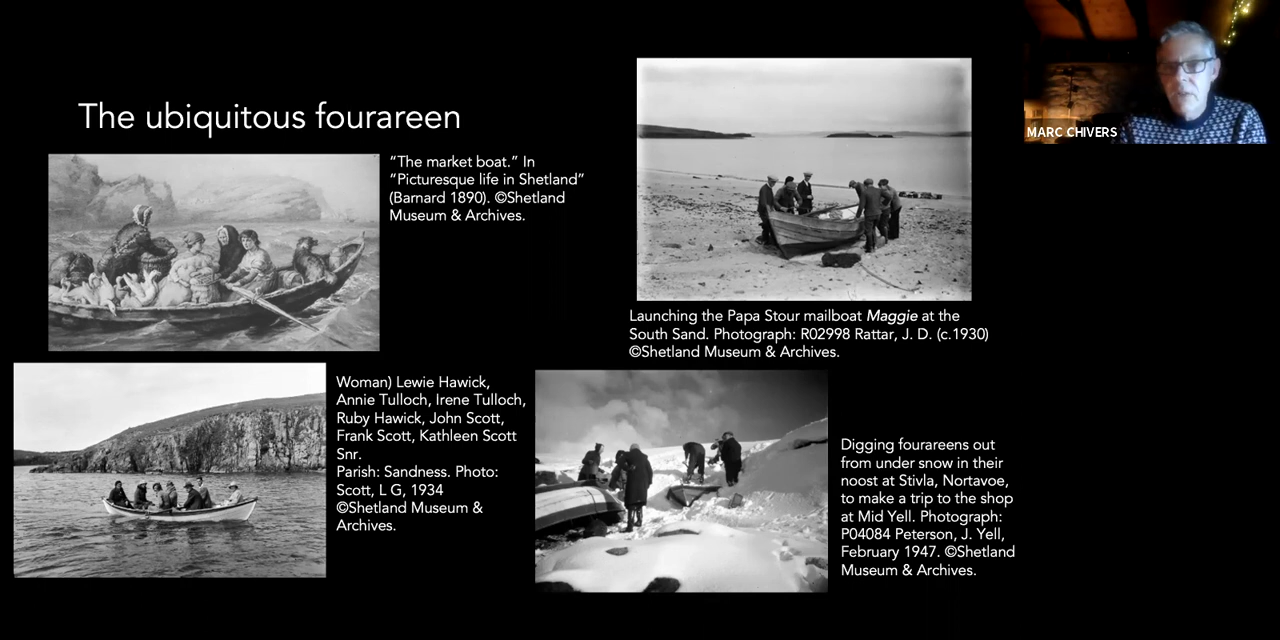 The ubiquitous fourareen
“The market boat.” In
“Picturesque life in Shetland”
(Barnard 1890). ©Shetland
Museum & Archives.
Launching the Papa Stour mailboat Maggie at the
South Sand. Photograph: R02998 Rattar, J. D. (c.1930)
©Shetland Museum & Archives.
Woman) Lewie Hawick,
Annie Tulloch, Irene Tulloch,
Ruby Hawick, John Scott,
Frank Scott, Kathleen Scott
Snr.
Parish: Sandness. Photo:
Scott, L G, 1934
©Shetland Museum &
Archives.
Digging fourareens out
from under snow in their
noost at Stivla, Nortavoe,
to make a trip to the shop
at Mid Yell. Photograph:
P04084 Peterson, J. Yell,
February 1947. ©Shetland
Museum & Archives.
MARC CHIVERS